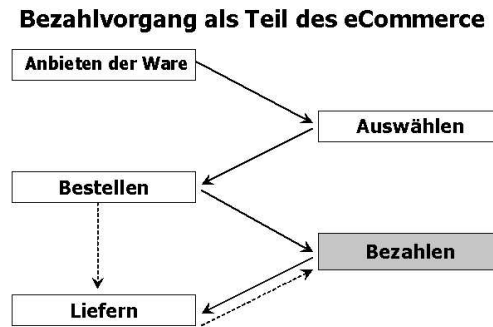 Bezahlvorgang als Teil des eCommerce
Anbieten der Ware
Auswählen
Bestellen
Bezahlen
Liefern